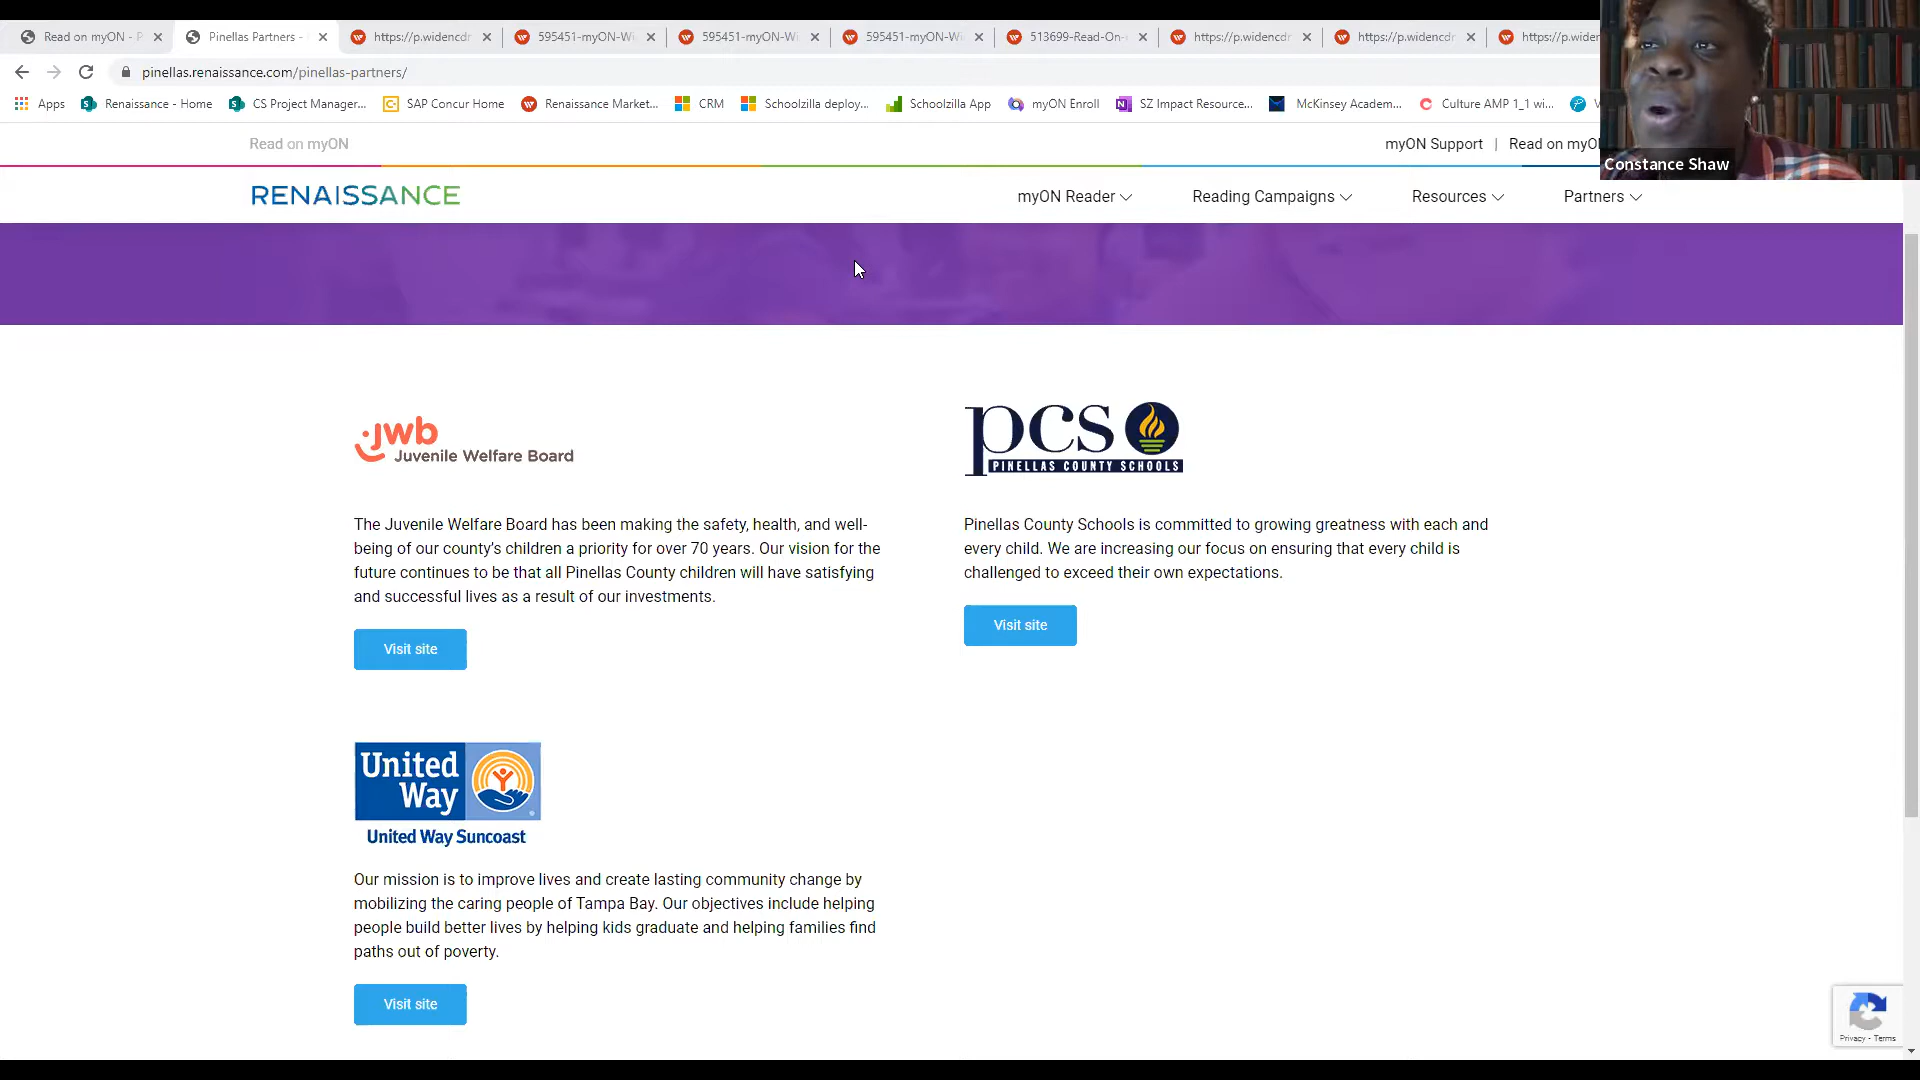 Read on myON - P
Pinellas Partners -
https://p.widencdr
595451-myON-Wi
595451-myON-Wi
595451-myON-Wi
513699-Read-On-
https://p.widencdr
https://p.widencdr
https://p.widen
pinellas.renaissance.com/pinellas-partners/
Apps
Renaissance - Home
CS Project Manager...
SAP Concur Home
Renaissance Market...
CRM
Schoolzilla deploy...
Schoolzilla App
myON Enroll
SZ Impact Resource...
McKinsey Academ...
Culture AMP 1_1 wi...
Read on myON
myON Support | Read on myO
Constance Shaw
RENAISSANCE
myON Reader
Reading Campaigns
Resources
Partners
jwb
Juvenile Welfare Board
The Juvenile Welfare Board has been making the safety, health, and well-
being of our county's children a priority for over 70 years. Our vision for the
future continues to be that all Pinellas County children will have satisfying
and successful lives as a result of our investments.
Visit site
pcs
PINELLAS COUNTY SCHOOLS
Pinellas County Schools is committed to growing greatness with each and
every child. We are increasing our focus on ensuring that every child is
challenged to exceed their own expectations.
Visit site
United
Way
United Way Suncoast
Our mission is to improve lives and create lasting community change by
mobilizing the caring people of Tampa Bay. Our objectives include helping
people build better lives by helping kids graduate and helping families find
paths out of poverty.
Visit site
Privacy - Terms